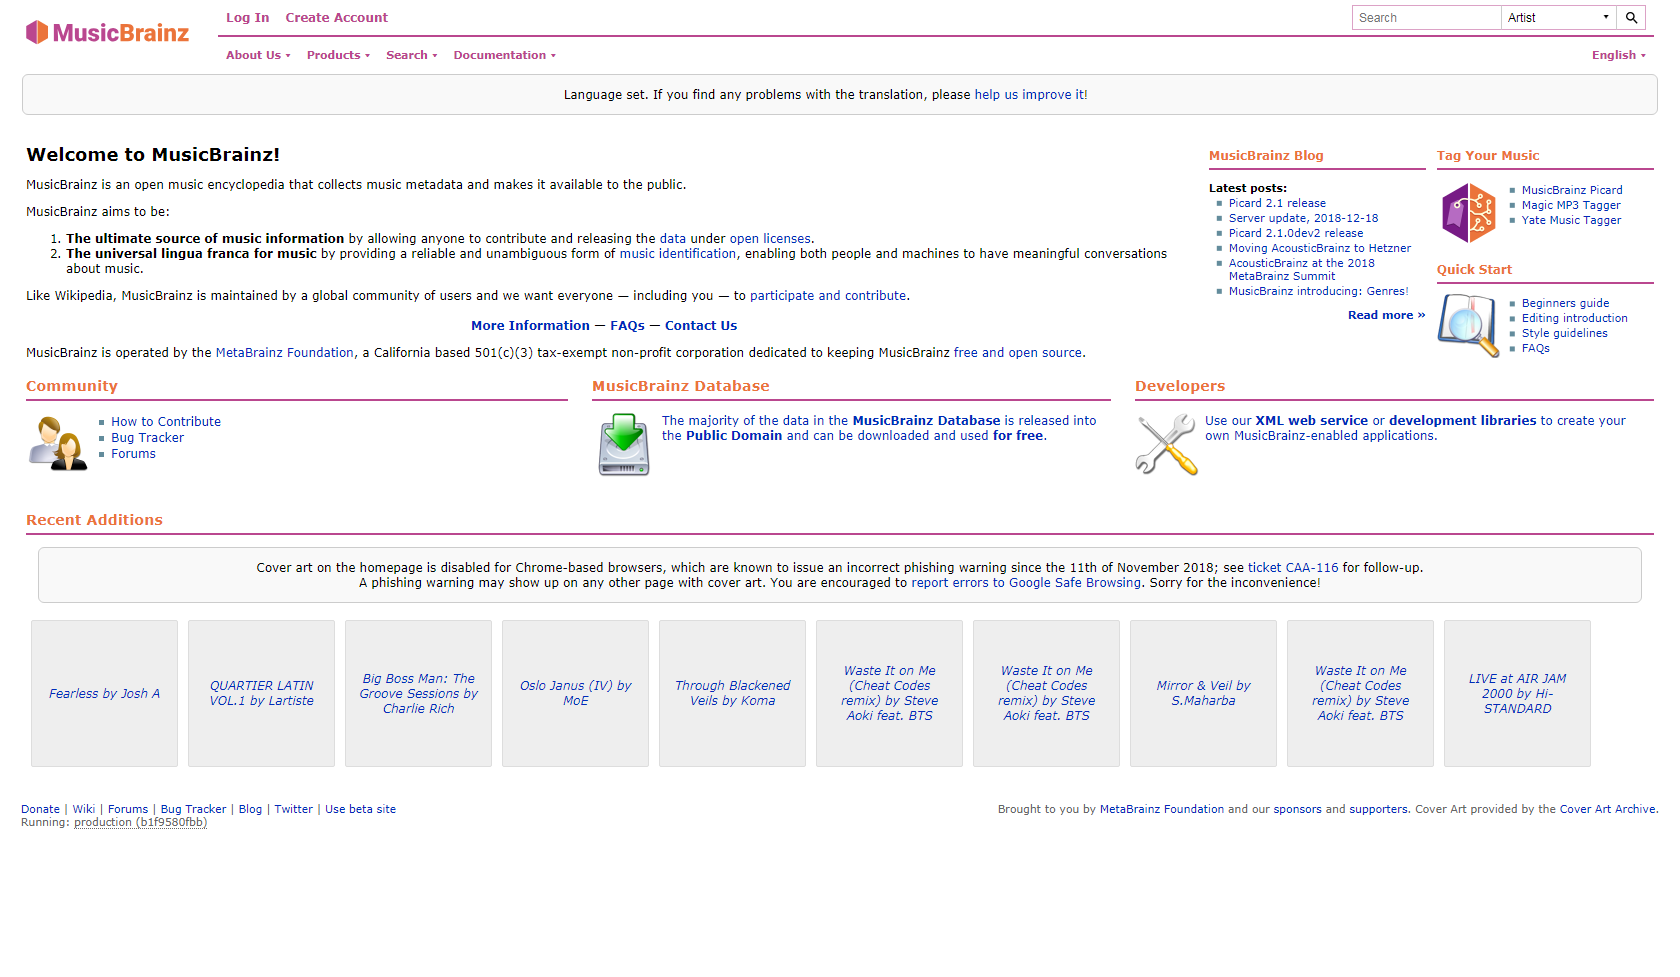 MusicBrainz
Log In Create Account
Search Artist
About Us Products Search Documentation
English
Language set. If you find any problems with the translation, please help us improve it!
Welcome to MusicBrainz!
MusicBrainz is an open music encyclopedia that collects music metadata and makes it available to the public.
MusicBrainz aims to be:
1. The ultimate source of music information by allowing anyone to contribute and releasing the data under open licenses.
2. The universal lingua franca for music by providing a reliable and unambiguous form of music identification, enabling both people and machines to have meaningful conversations
about music.
Like Wikipedia, MusicBrainz is maintained by a global community of users and we want everyone — including you — to participate and contribute.
More Information — FAQs — Contact Us
MusicBrainz is operated by the MetaBrainz Foundation, a California based 501(c)(3) tax-exempt non-profit corporation dedicated to keeping MusicBrainz free and open source.
MusicBrainz Blog
Latest posts:
Picard 2.1 release
Server update, 2018-12-18
Picard 2.1.0dev2 release
Moving AcousticBrainz to Hetzner
AcousticBrainz at the 2018
MetaBrainz Summit
MusicBrainz introducing: Genres!
Read more »
Tag Your Music
MusicBrainz Picard
Magic MP3 Tagger
Yate Music Tagger
Quick Start
Beginners guide
Editing introduction
Style guidelines
FAQs
Community
How to Contribute
Bug Tracker
Forums
MusicBrainz Database
The majority of the data in the MusicBrainz Database is released into
the Public Domain and can be downloaded and used for free.
Developers
Use our XML web service or development libraries to create your
own MusicBrainz-enabled applications.
Recent Additions
Cover art on the homepage is disabled for Chrome-based browsers, which are known to issue an incorrect phishing warning since the 11th of November 2018; see ticket CAA-116 for follow-up.
A phishing warning may show up on any other page with cover art. You are encouraged to report errors to Google Safe Browsing. Sorry for the inconvenience!
Fearless by Josh A
QUARTIER LATIN
VOL.1 by Lartiste
Big Boss Man: The
Groove Sessions by
Charlie Rich
Oslo Janus (IV) by
MoE
Through Blackened
Veils by Koma
Waste It on Me
(Cheat Codes
remix) by Steve
Aoki feat. BTS
Waste It on Me
(Cheat Codes
remix) by Steve
Aoki feat. BTS
Mirror & Veil by
S.Maharba
Waste It on Me
(Cheat Codes
remix) by Steve
Aoki feat. BTS
LIVE at AIR JAM
2000 by Hi-
STANDARD
Donate | Wiki | Forums | Bug Tracker | Blog | Twitter | Use beta site
Running: production (b1f9580fbb)
Brought to you by MetaBrainz Foundation and our sponsors and supporters. Cover Art provided by the Cover Art Archive.